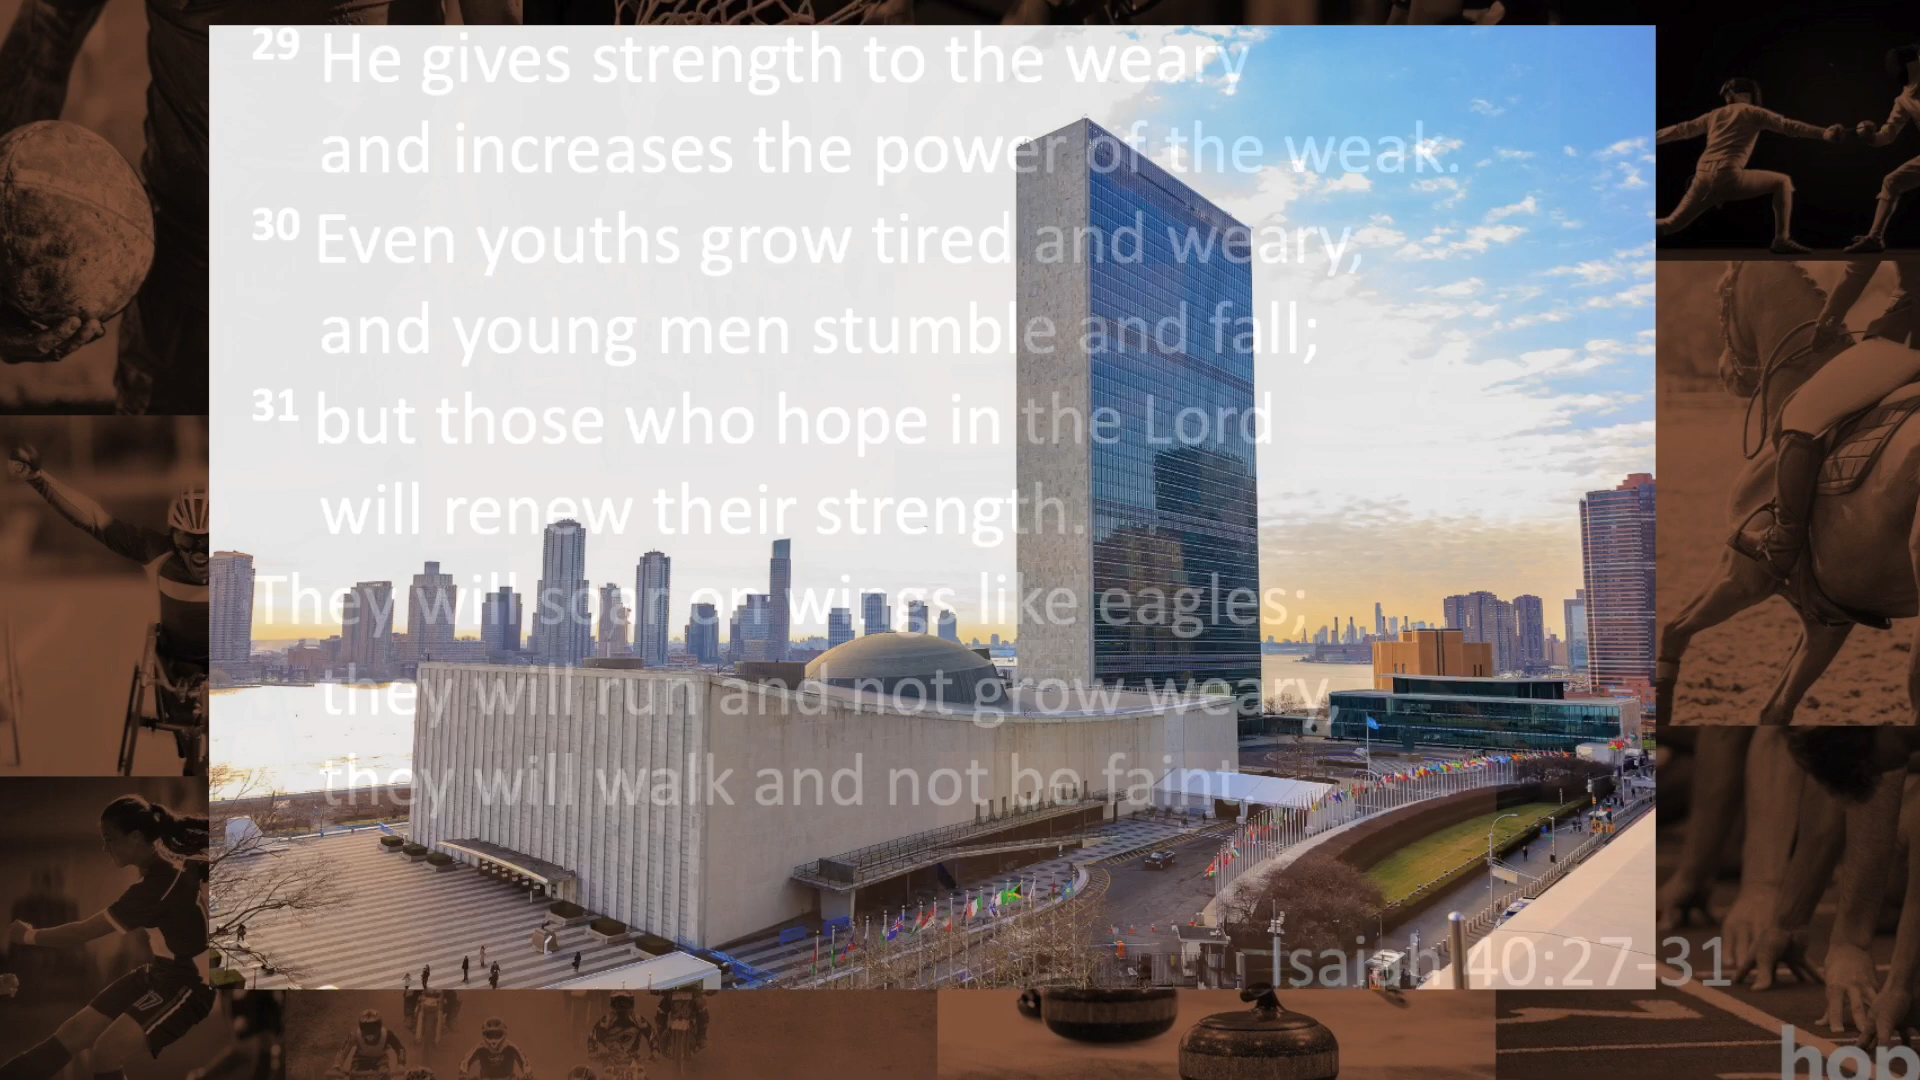 29 He gives strength to the weary
and increases the power of the weak.
30 Even youths grow tired and weary,
and young men stumble and fall;
31 but those who hope in the Lord
will renew their strength.
They will soar on wings like eagles;
they will run and not grow weary,
they will walk and not be faint.
Isaiah 40:27-31
hop